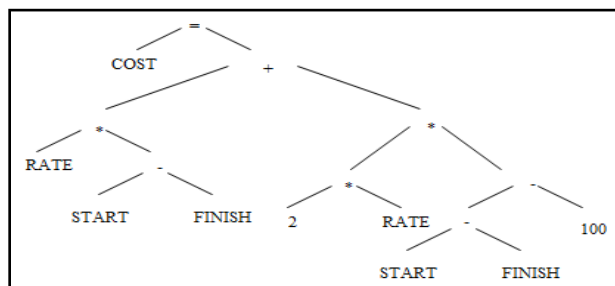 =
COST +
* *
RATE - * -
START FINISH 2 RATE - 100
START FINISH